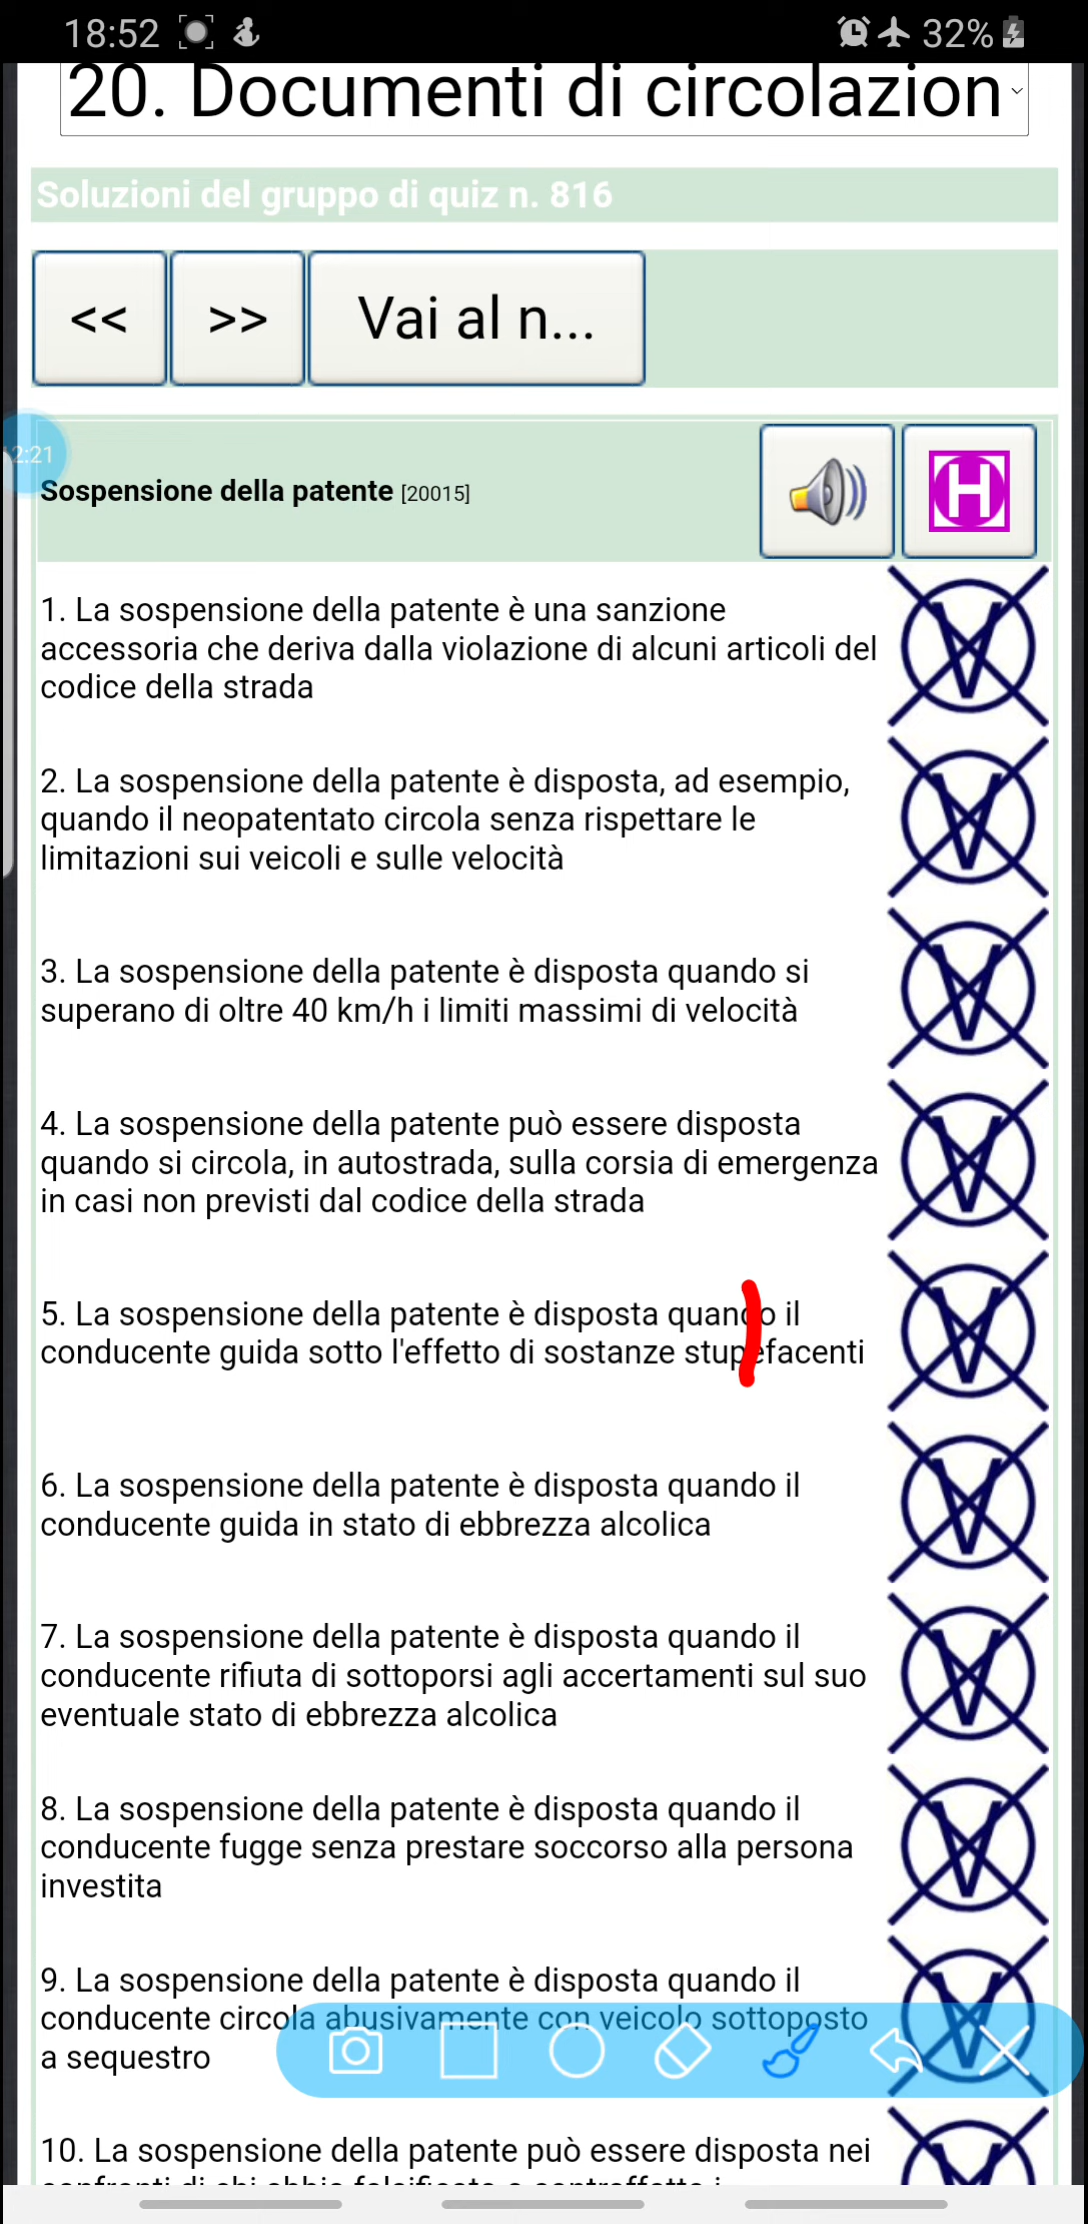 18:52
32%
20. Documenti di circolazion
Soluzioni del gruppo di quiz n. 816
<< >> Vai al n...
2:21
Sospensione della patente [20015]
H
1. La sospensione della patente è una sanzione
accessoria che deriva dalla violazione di alcuni articoli del
codice della strada
V
2. La sospensione della patente è disposta, ad esempio,
quando il neopatentato circola senza rispettare le
limitazioni sui veicoli e sulle velocità
V
3. La sospensione della patente è disposta quando si
superano di oltre 40 km/h i limiti massimi di velocità
V
4. La sospensione della patente può essere disposta
quando si circola, in autostrada, sulla corsia di emergenza
in casi non previsti dal codice della strada
V
5. La sospensione della patente è disposta quando il
conducente guida sotto l'effetto di sostanze stupefacenti
V
6. La sospensione della patente è disposta quando il
conducente guida in stato di ebbrezza alcolica
V
7. La sospensione della patente è disposta quando il
conducente rifiuta di sottoporsi agli accertamenti sul suo
eventuale stato di ebbrezza alcolica
V
8. La sospensione della patente è disposta quando il
conducente fugge senza prestare soccorso alla persona
investita
V
9. La sospensione della patente è disposta quando il
conducente circola abusivamente con veicolo sottoposto
a sequestro
V
10. La sospensione della patente può essere disposta nei
V